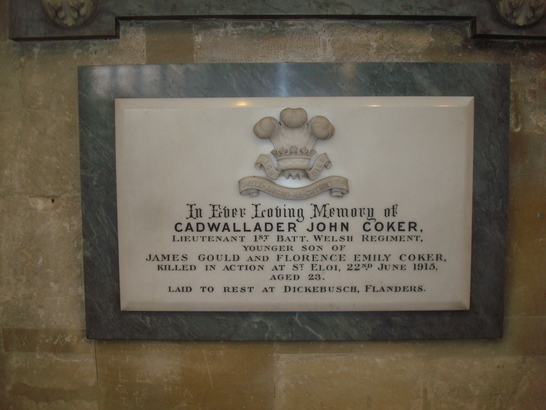 In Ever Loving Memory of
CADWALLADER JOHN COKER,
LIEUTENANT 1ST BATT. WELSH REGIMENT,
YOUNGER SON OF
JAMES GOULD AND FLORENCE EMILY COKER,
KILLED IN ACTION AT ST ELOI, 22ND JUNE 1915,
AGED 23.
LAID TO REST AT DICKEBUSCH, FLANDERS.